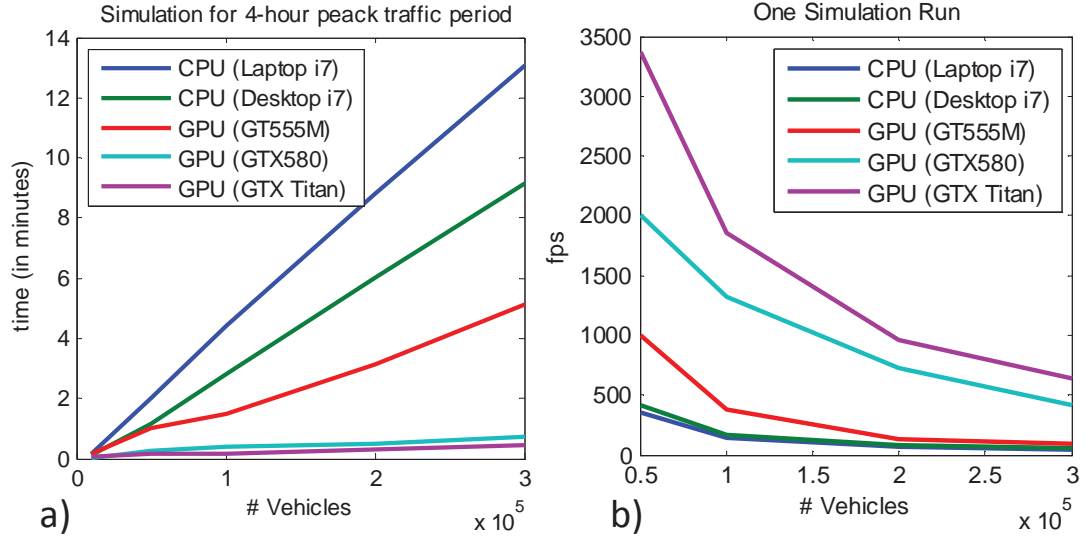 Simulation for 4-hour peack traffic period
14
12
10
8
6
4
2
0
time (in minutes)
CPU (Laptop i7)
CPU (Desktop i7)
GPU (GT555M)
GPU (GTX580)
GPU (GTX Titan)
0
1
2
3
# Vehicles
x 10^5
a)
One Simulation Run
3500
3000
2500
2000
1500
1000
500
0
fps
CPU (Laptop i7)
CPU (Desktop i7)
GPU (GT555M)
GPU (GTX580)
GPU (GTX Titan)
0.5
1
1.5
2
2.5
3
# Vehicles
x 10^5
b)